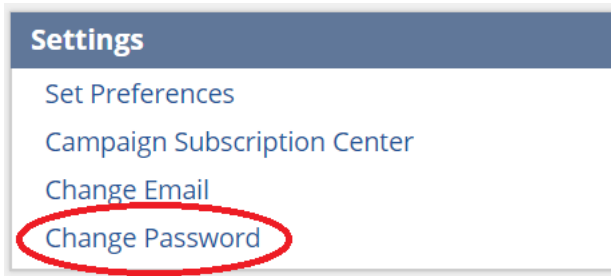 Settings
Set Preferences
Campaign Subscription Center
Change Email
Change Password